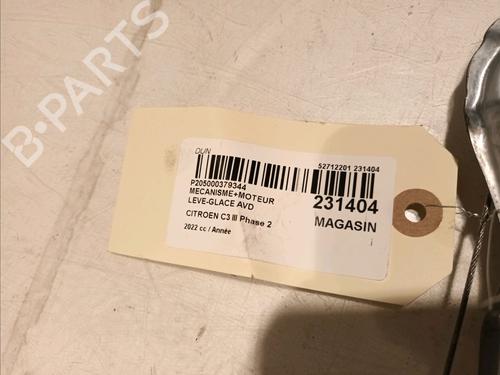 B-PARTS
QUN
52712201 231404
P205000379344
MECANISME+MOTEUR
LEVE-GLACE AVD
231404
CITROEN C3 III Phase 2
MAGASIN
2022 cc / Année